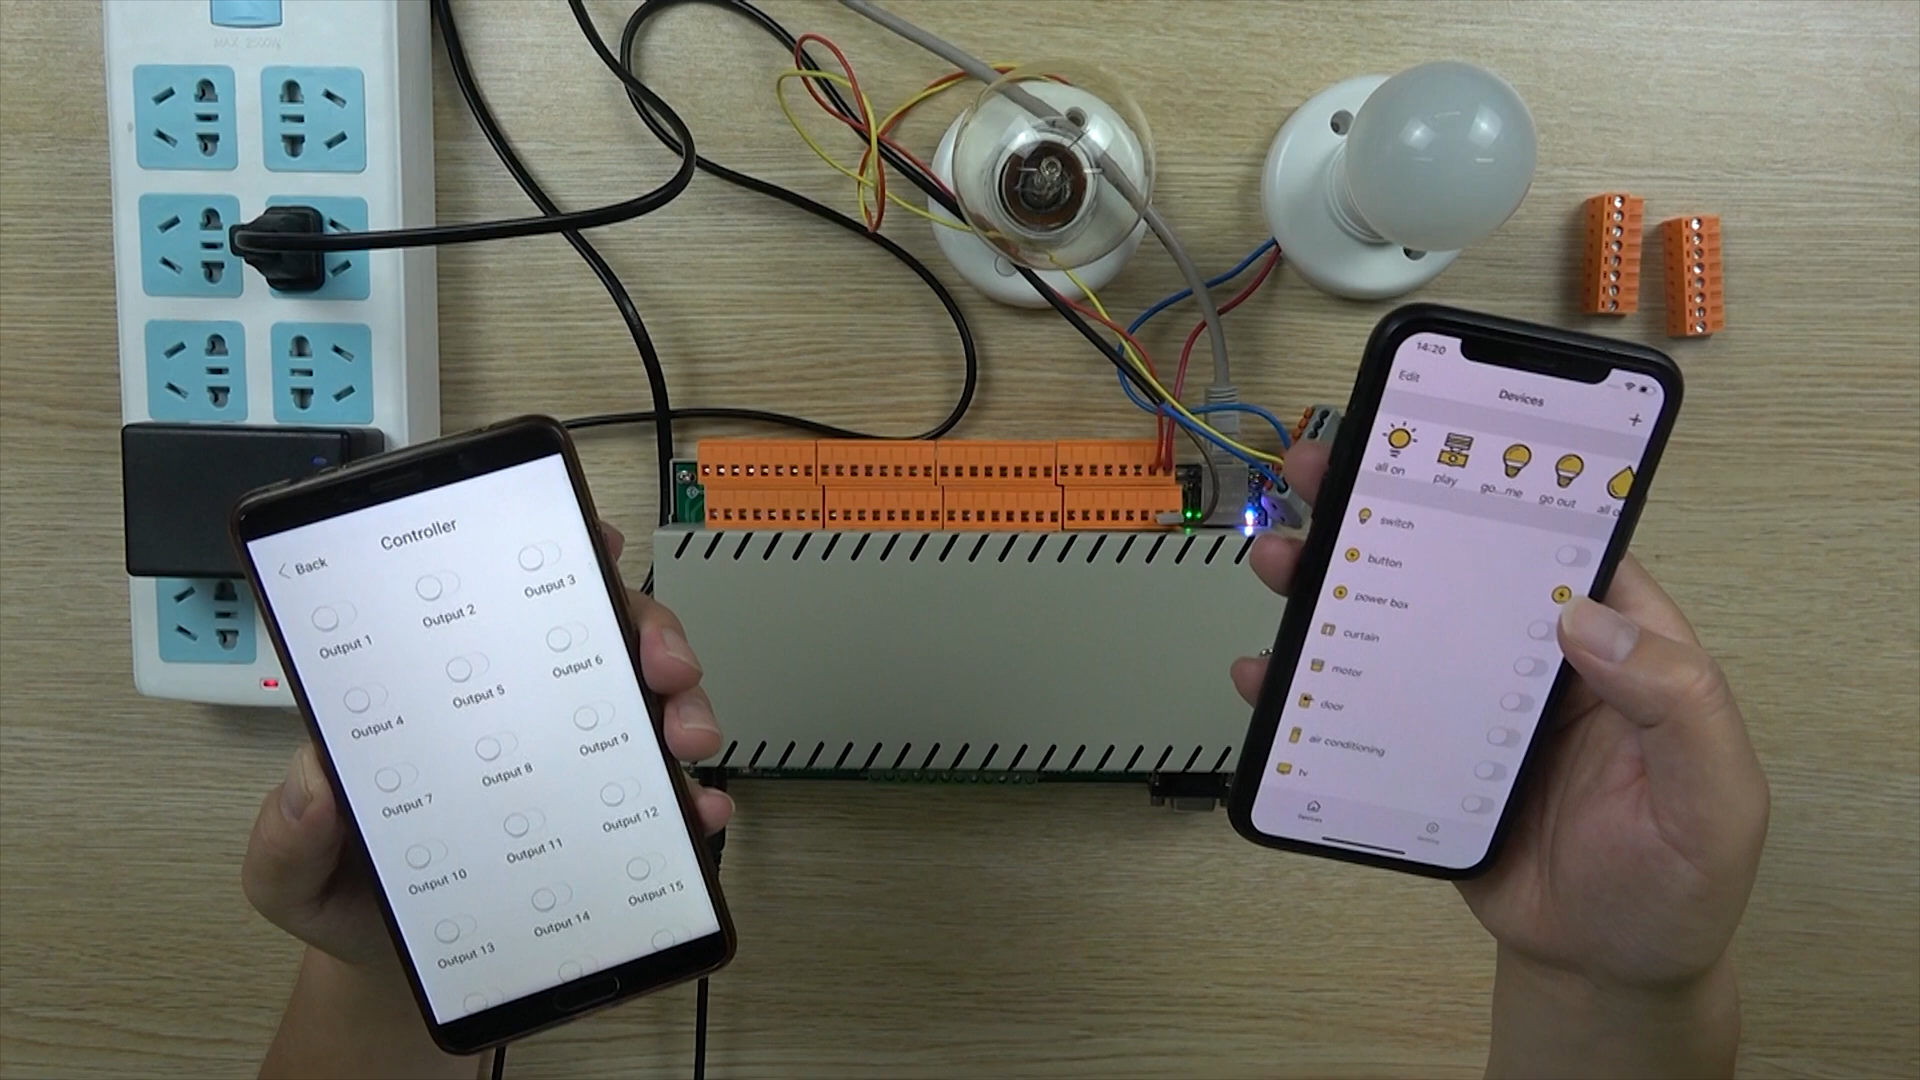 MAX 2500W
Controller
Back
Output 1
Output 2
Output 3
Output 4
Output 5
Output 6
Output 7
Output 8
Output 9
Output 10
Output 11
Output 12
Output 13
Output 14
Output 15
14:20
Edit
Devices
+
all on
play
go...me
go out
all o
switch
button
power box
curtain
motor
door
air conditioning
tv
Devices